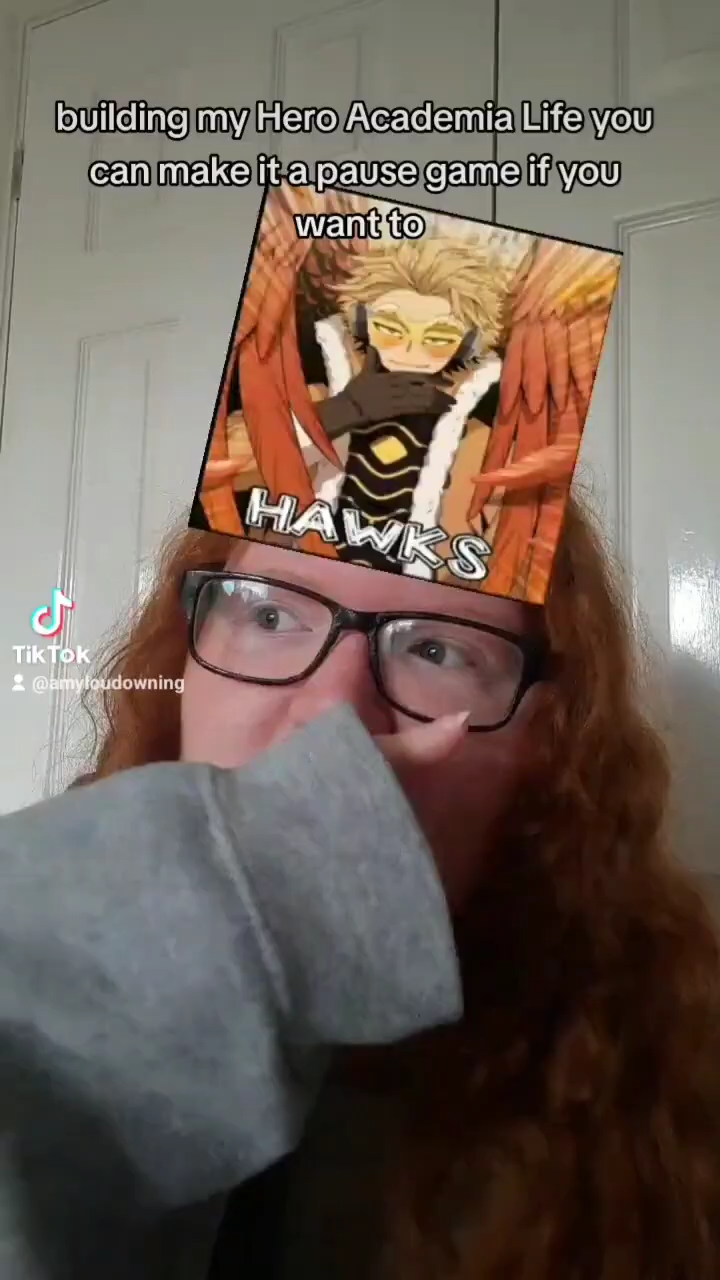 building my Hero Academia Life you
can make it a pause game if you
want to
HAWKS
TikTok
@amyloudowning